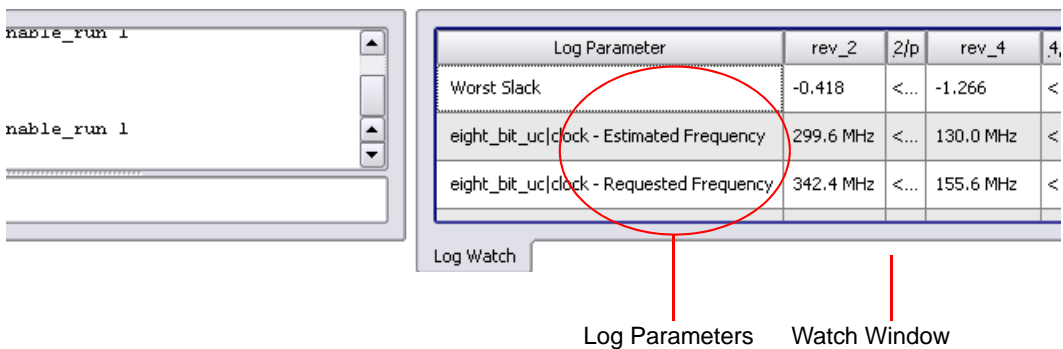 nable_run 1
nable_run 1
Log Parameter rev_2 2/p rev_4 4/
Worst Slack -0.418 <... -1.266 <
eight_bit_uc|clock - Estimated Frequency 299.6 MHz <... 130.0 MHz <
eight_bit_uc|clock - Requested Frequency 342.4 MHz <... 155.6 MHz <
Log Watch
Log Parameters Watch Window